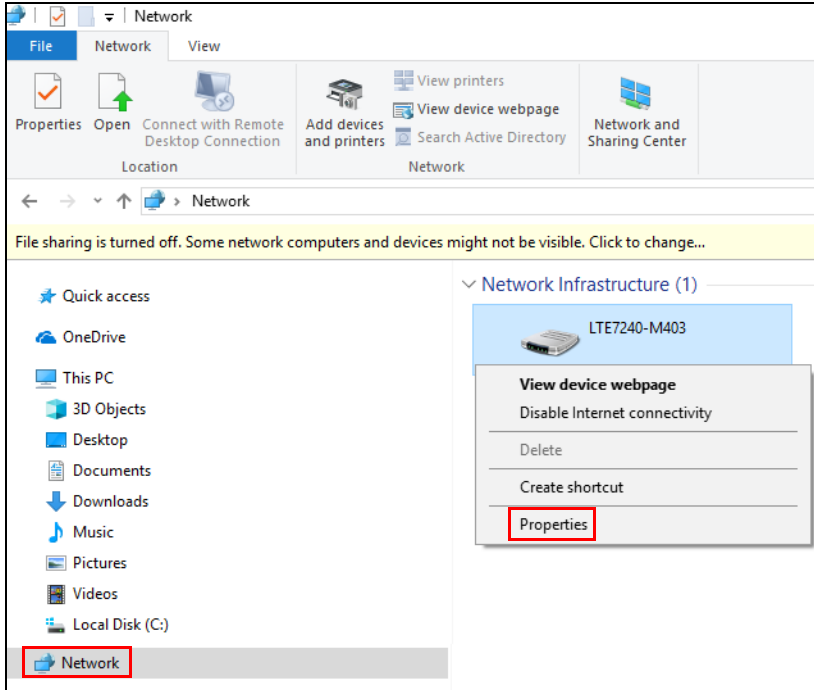 Network
File
Network
View
Properties
Open
Connect with Remote
Desktop Connection
Location
Add devices
and printers
View printers
View device webpage
Search Active Directory
Network
Network and
Sharing Center
Network
File sharing is turned off. Some network computers and devices might not be visible. Click to change...
Quick access
OneDrive
This PC
3D Objects
Desktop
Documents
Downloads
Music
Pictures
Videos
Local Disk (C:)
Network
Network Infrastructure (1)
LTE7240-M403
View device webpage
Disable Internet connectivity
Delete
Create shortcut
Properties